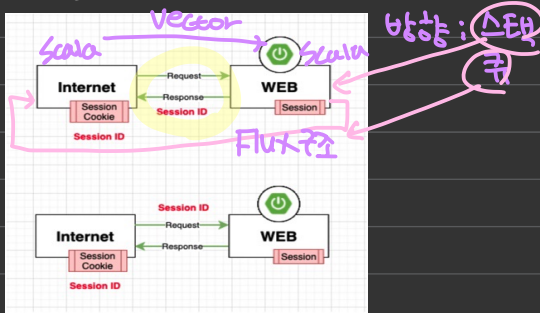 Vector
방향 : 스택
큐
Scala
Scala
Internet
Request
WEB
Response
Session
Cookie
Session ID
Session
Session ID
Flux구조
Session ID
Internet
Request
WEB
Response
Session
Cookie
Session
Session ID